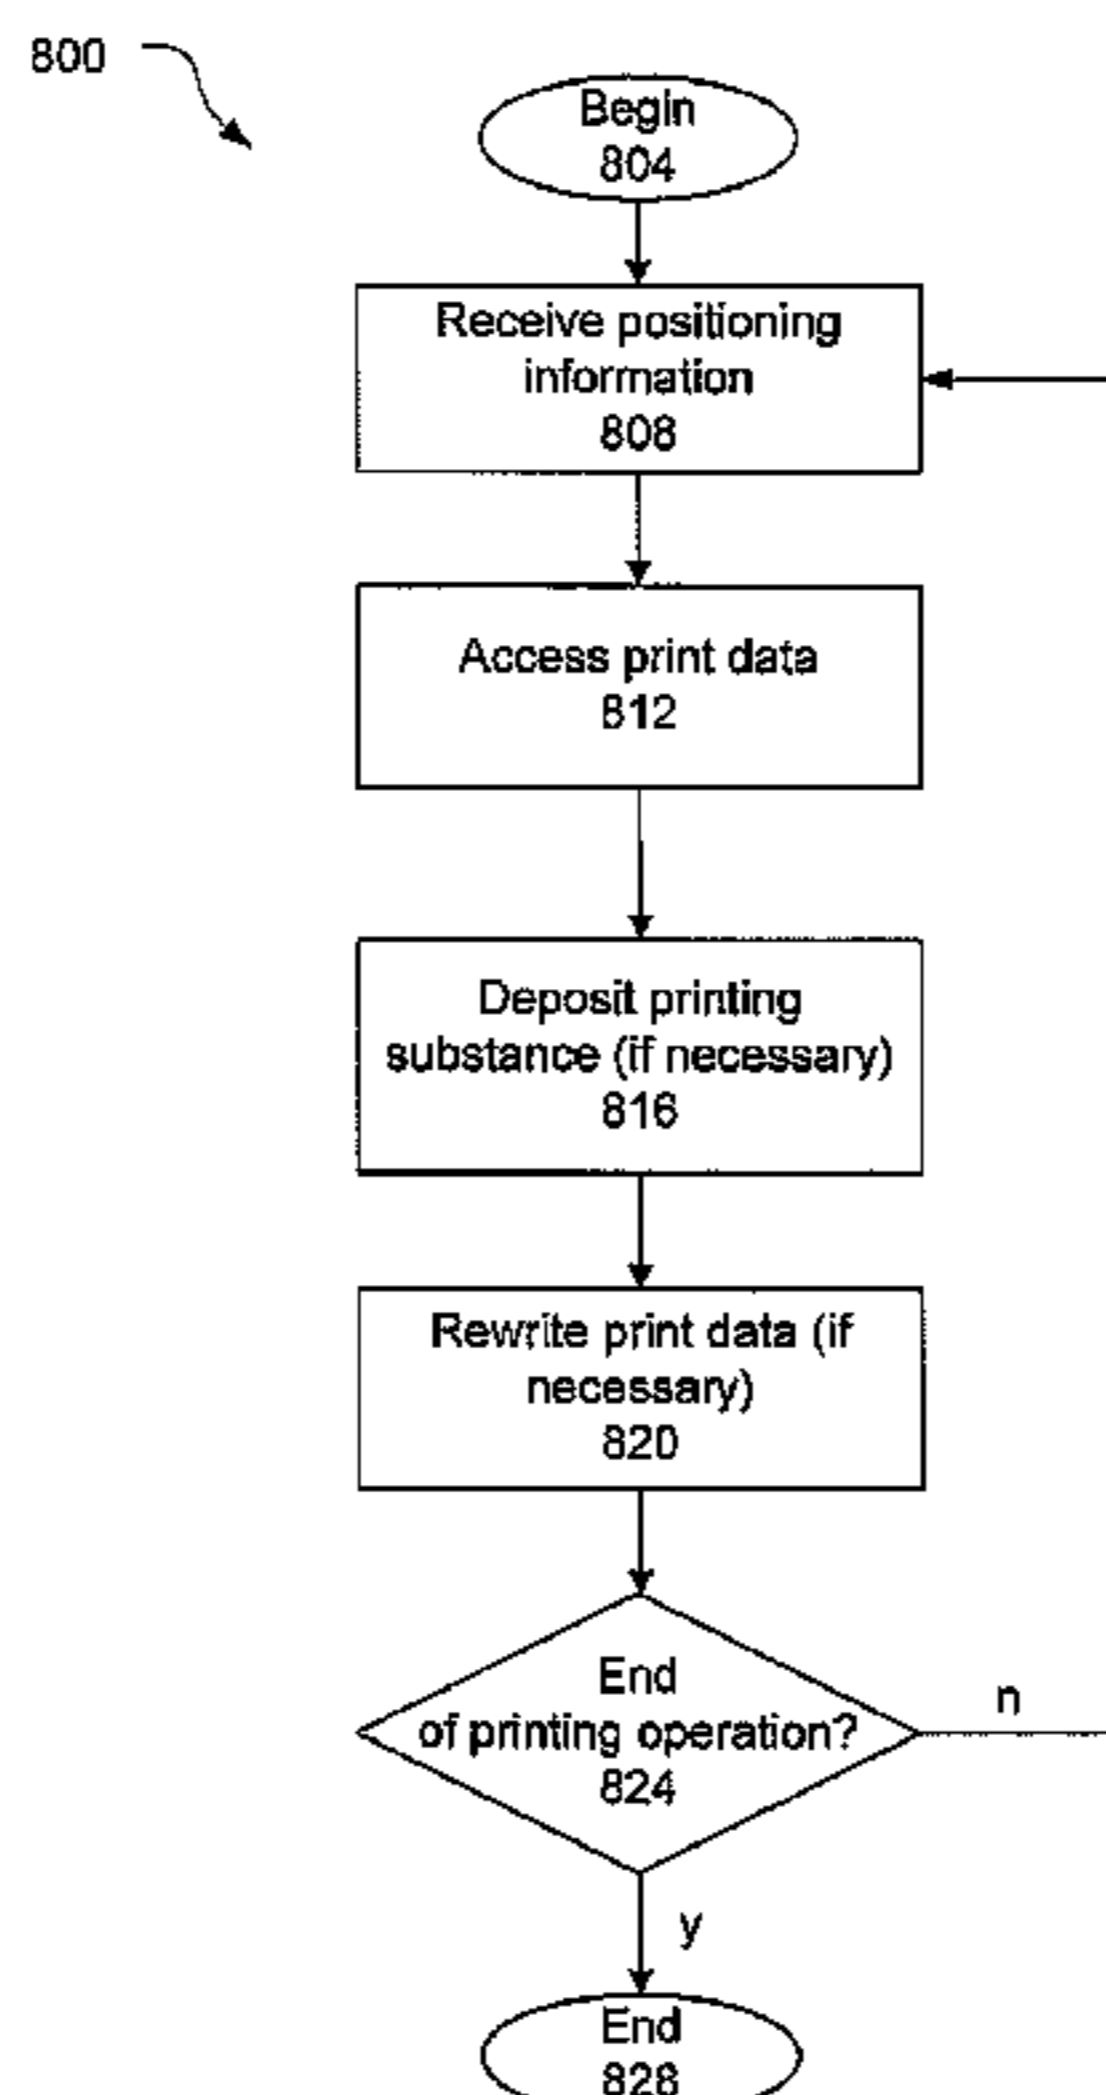 800
Begin
804
Receive positioning
information
808
Access print data
812
Deposit printing
substance (if necessary)
816
Rewrite print data (if
necessary)
820
End
of printing operation?
824
n
y
End
828